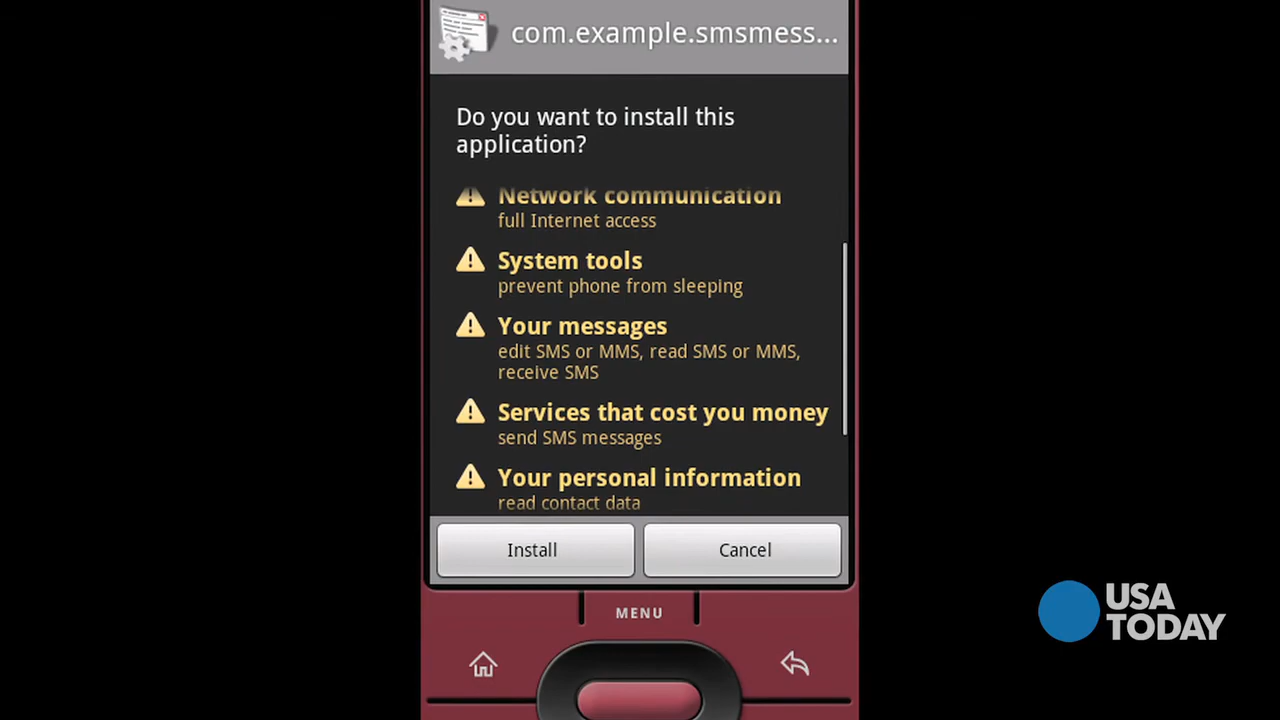 com.example.smsmess...
Do you want to install this
application?
Network communication
full Internet access
System tools
prevent phone from sleeping
Your messages
edit SMS or MMS, read SMS or MMS,
receive SMS
Services that cost you money
send SMS messages
Your personal information
read contact data
Install
Cancel
MENU
USA
TODAY